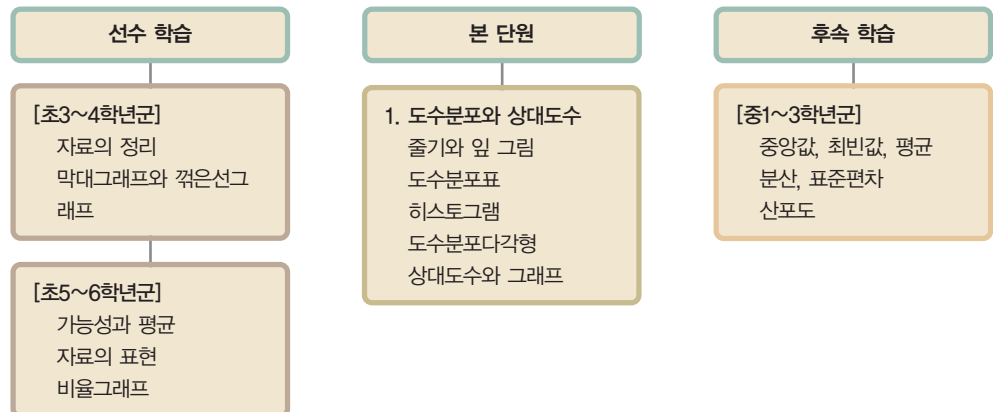 선수 학습
[초3~4학년군]
자료의 정리
막대그래프와 꺾은선그
래프
[초5~6학년군]
가능성과 평균
자료의 표현
비율그래프
본 단원
1. 도수분포와 상대도수
줄기와 잎 그림
도수분포표
히스토그램
도수분포다각형
상대도수와 그래프
후속 학습
[중1~3학년군]
중앙값, 최빈값, 평균
분산, 표준편차
산포도